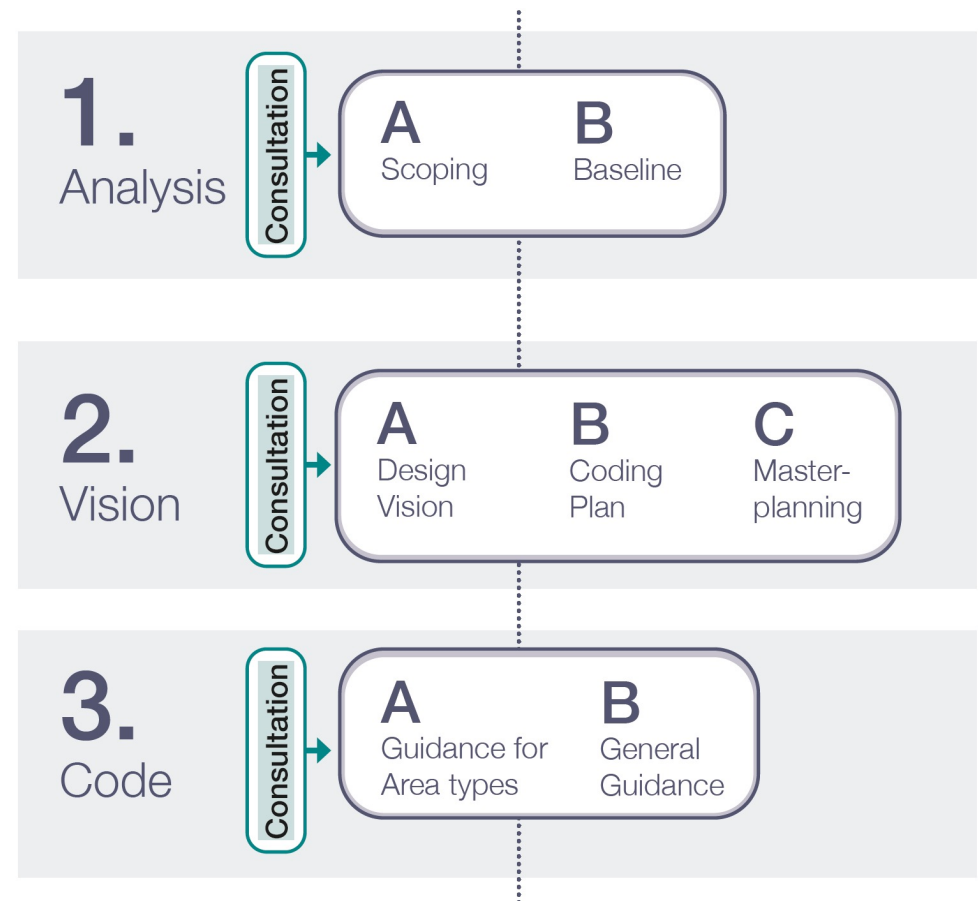 1.
Analysis
Consultation
A
Scoping
B
Baseline
2.
Vision
Consultation
A
Design
Vision
B
Coding
Plan
C
Master-
planning
3.
Code
Consultation
A
Guidance for
Area types
B
General
Guidance